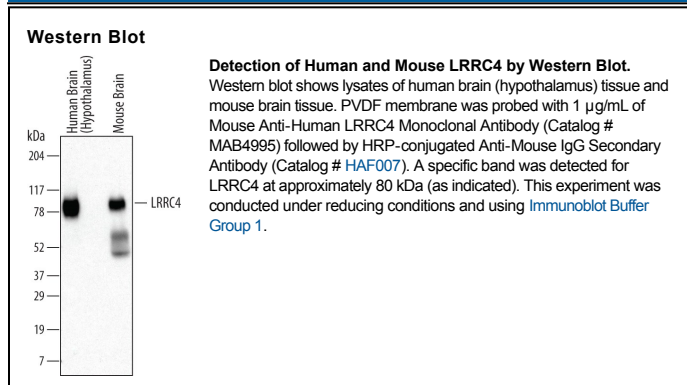 Western Blot
Human Brain
(Hypothalamus)
Mouse Brain
kDa
204
117
78
52
37
29
19
7
LRRC4
Detection of Human and Mouse LRRC4 by Western Blot.
Western blot shows lysates of human brain (hypothalamus) tissue and
mouse brain tissue. PVDF membrane was probed with 1 µg/mL of
Mouse Anti-Human LRRC4 Monoclonal Antibody (Catalog #
MAB4995) followed by HRP-conjugated Anti-Mouse IgG Secondary
Antibody (Catalog # HAF007). A specific band was detected for
LRRC4 at approximately 80 kDa (as indicated). This experiment was
conducted under reducing conditions and using Immunoblot Buffer
Group 1.